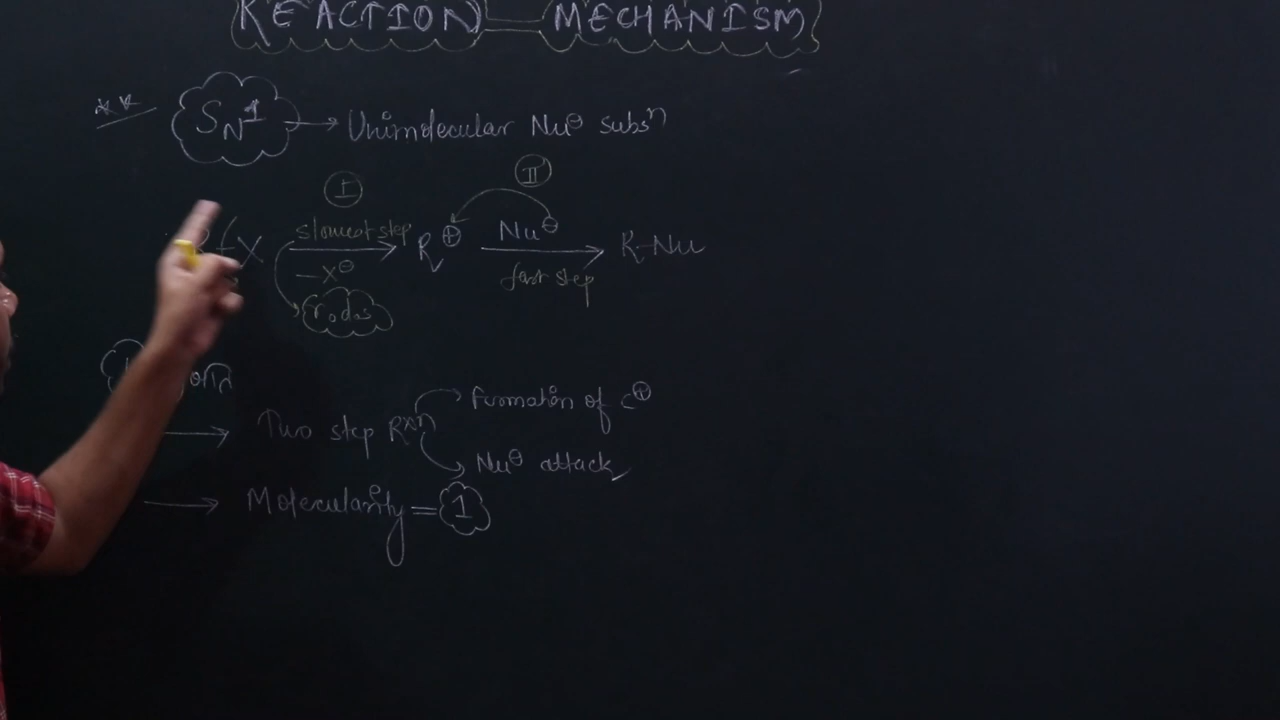 REACTION MECHANISM
** SN1 → Unimolecular Nu⊖ subsⁿ
I II
slowest step Nu⊖
X → R⊕ → R-Nu
-X⊖ fast step
r.o.d.s
Formation of C⊕
→ Two step Rxⁿ
Nu⊖ attack
→ Molecularity = 1